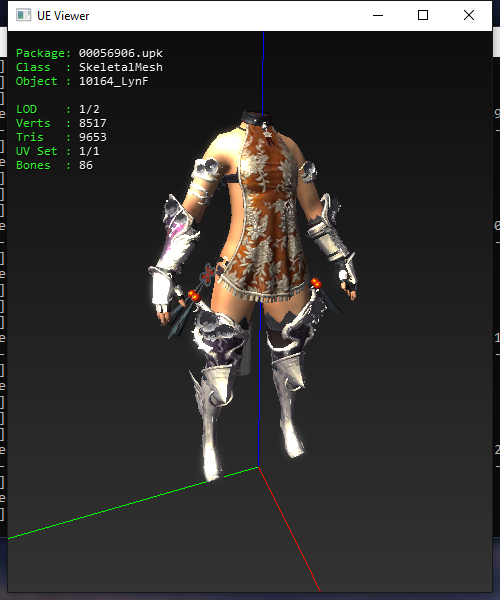 UE Viewer
Package: 00056906.upk
Class : SkeletalMesh
Object : 10164_LynF
LOD : 1/2
Verts : 8517
Tris : 9653
UV Set : 1/1
Bones : 86